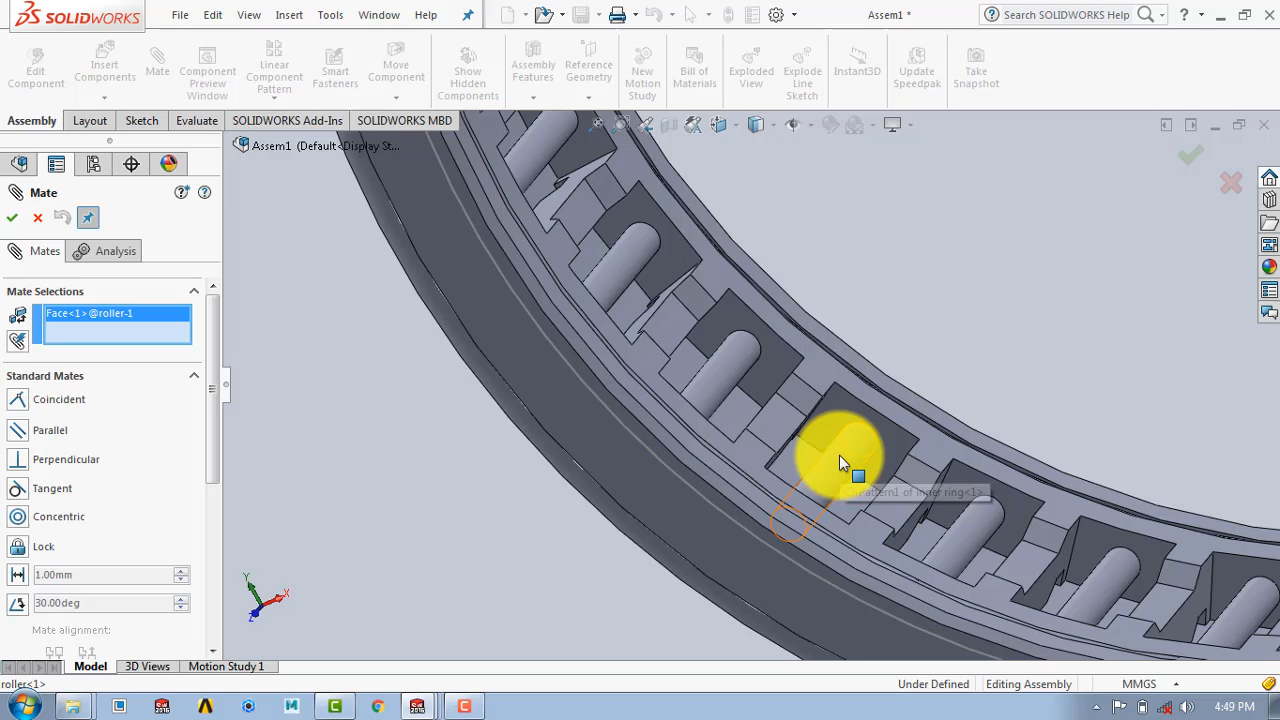 SOLIDWORKS
File Edit View Insert Tools Window Help
Assem1 *
Search SOLIDWORKS Help
?
Edit Component
Insert Components
Mate
Component Preview Window
Linear Component Pattern
Smart Fasteners
Move Component
Show Hidden Components
Assembly Features
Reference Geometry
New Motion Study
Bill of Materials
Exploded View
Explode Line Sketch
Instant3D
Update Speedpak
Take Snapshot
Assembly Layout Sketch Evaluate SOLIDWORKS Add-Ins SOLIDWORKS MBD
Assem1 (Default<Display St...
Mate
Mates Analysis
Mate Selections
Face<1>@roller-1
Standard Mates
Coincident
Parallel
Perpendicular
Tangent
Concentric
Lock
1.00mm
30.00deg
Mate alignment:
of inner ring<1>
Y
X
Z
Model 3D Views Motion Study 1
roller<1>
Under Defined Editing Assembly MMGS
4:49 PM